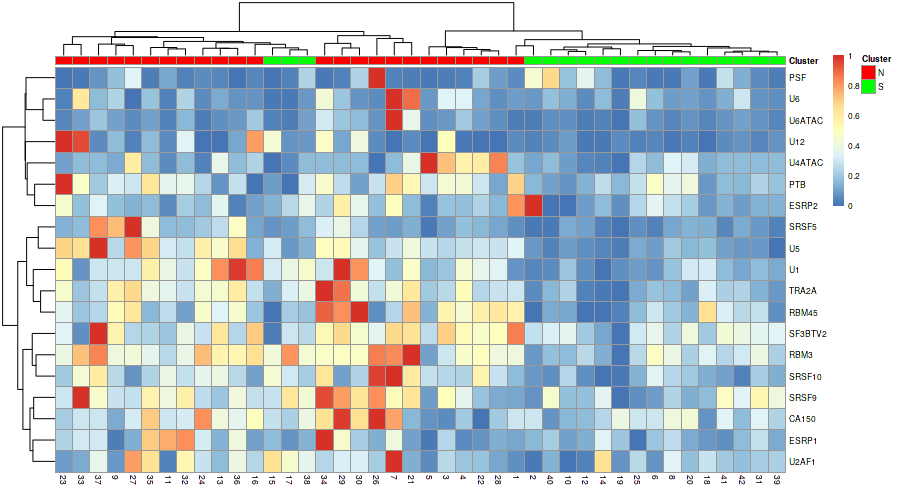 Cluster
PSF
U6
U6ATAC
U12
U4ATAC
PTB
ESRP2
SRSF5
U5
U1
TRA2A
RBM45
SF3BTV2
RBM3
SRSF10
SRSF9
CA150
ESRP1
U2AF1
1
0.8
0.6
0.4
0.2
0
Cluster
N
S
23 33 37 9 27 35 11 32 24 13 36 16 15 17 38 34 29 30 26 7 21 5 3 4 22 28 1 2 40 10 12 14 19 25 6 8 20 18 41 42 31 39